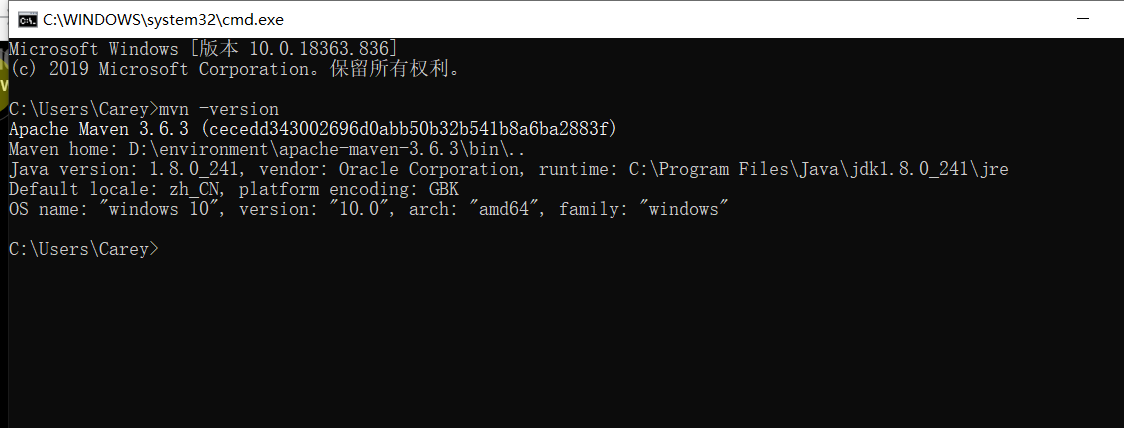 C:\WINDOWS\system32\cmd.exe
Microsoft Windows [版本 10.0.18363.836]
(c) 2019 Microsoft Corporation。保留所有权利。
C:\Users\Carey>mvn -version
Apache Maven 3.6.3 (cecedd343002696d0abb50b32b541b8a6ba2883f)
Maven home: D:\environment\apache-maven-3.6.3\bin\..
Java version: 1.8.0_241, vendor: Oracle Corporation, runtime: C:\Program Files\Java\jdk1.8.0_241\jre
Default locale: zh_CN, platform encoding: GBK
OS name: "windows 10", version: "10.0", arch: "amd64", family: "windows"
C:\Users\Carey>